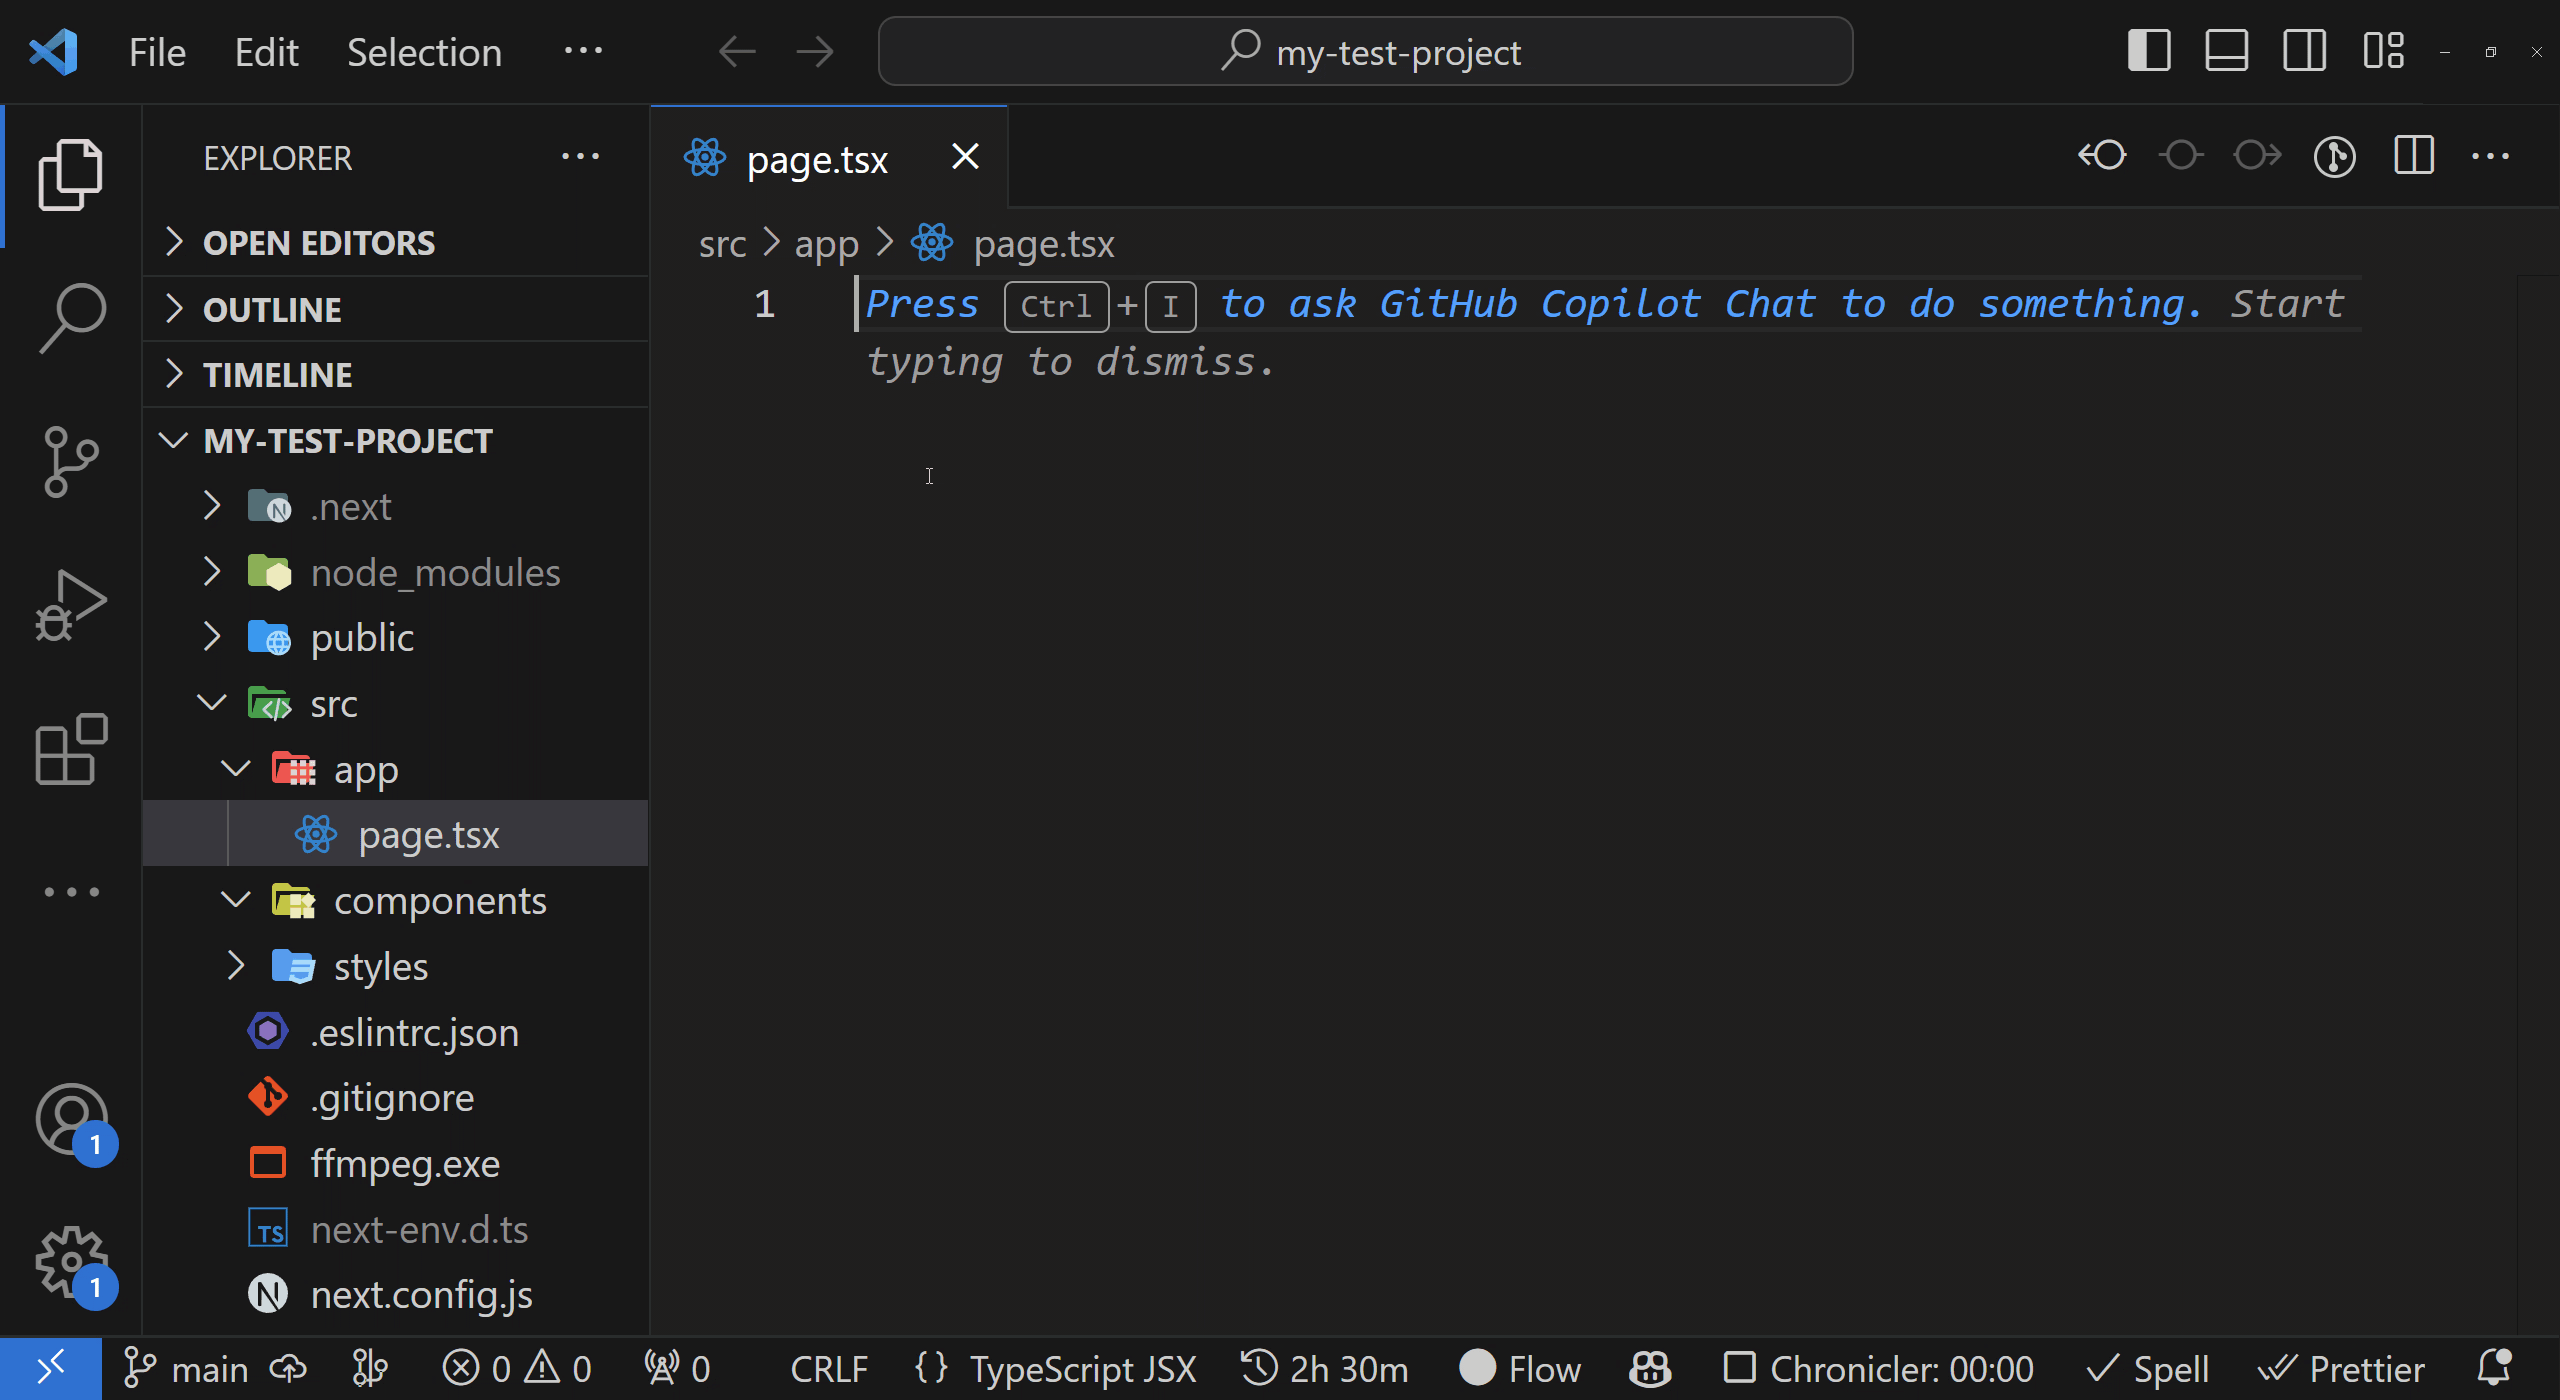 File Edit Selection ··· my-test-project
EXPLORER ···
OPEN EDITORS
OUTLINE
TIMELINE
MY-TEST-PROJECT
.next
node_modules
public
src
app
page.tsx
components
styles
.eslintrc.json
.gitignore
ffmpeg.exe
TS next-env.d.ts
N next.config.js
1
1
page.tsx
src > app > page.tsx
1 Press Ctrl+I to ask GitHub Copilot Chat to do something. Start
typing to dismiss.
main 0 0 0 CRLF {} TypeScript JSX 2h 30m Flow Chronicler: 00:00 Spell Prettier